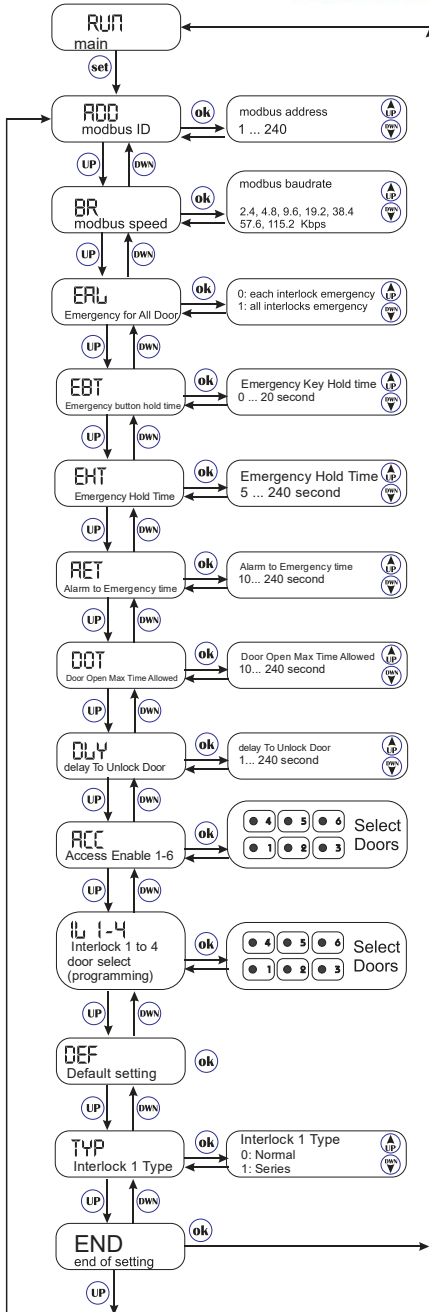 RUN
main
set
ADD
modbus ID
ok
modbus address
1 ... 240
UP
DWN
UP
DWN
BR
modbus speed
ok
modbus baudrate
2.4, 4.8, 9.6, 19.2, 38.4
57.6, 115.2 Kbps
UP
DWN
UP
DWN
EAL
Emergency for All Door
ok
0: each interlock emergency
1: all interlocks emergency
UP
DWN
UP
DWN
EBT
Emergency button hold time
ok
Emergency Key Hold time
0 ... 20 second
UP
DWN
UP
DWN
EHT
Emergency Hold Time
ok
Emergency Hold Time
5 ... 240 second
UP
DWN
UP
DWN
AET
Alarm to Emergency time
ok
Alarm to Emergency time
10... 240 second
UP
DWN
UP
DWN
DOT
Door Open Max Time Allowed
ok
Door Open Max Time Allowed
10... 240 second
UP
DWN
UP
DWN
DLY
delay To Unlock Door
ok
delay To Unlock Door
1... 240 second
UP
DWN
UP
DWN
ACC
Access Enable 1-6
ok
4 5 6
1 2 3
Select
Doors
UP
DWN
IL 1-4
Interlock 1 to 4
door select
(programming)
ok
4 5 6
1 2 3
Select
Doors
UP
DWN
DEF
Default setting
ok
UP
DWN
TYP
Interlock 1 Type
ok
Interlock 1 Type
0: Normal
1: Series
UP
DWN
UP
DWN
END
end of setting
ok
UP